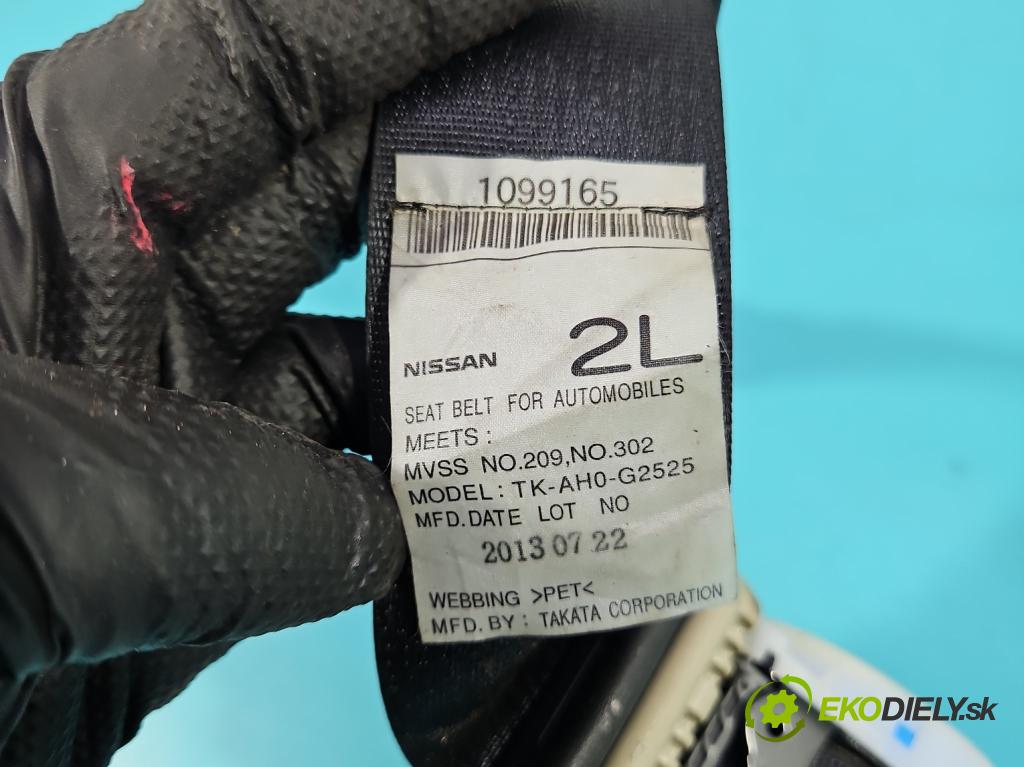 1099165
NISSAN 2L
SEAT BELT FOR AUTOMOBILES
MEETS :
MVSS NO.209,NO.302
MODEL : TK-AH0-G2525
MFD.DATE LOT NO
2013 07 22
WEBBING >PET<
MFD. BY : TAKATA CORPORATION
EKODIELY.sk